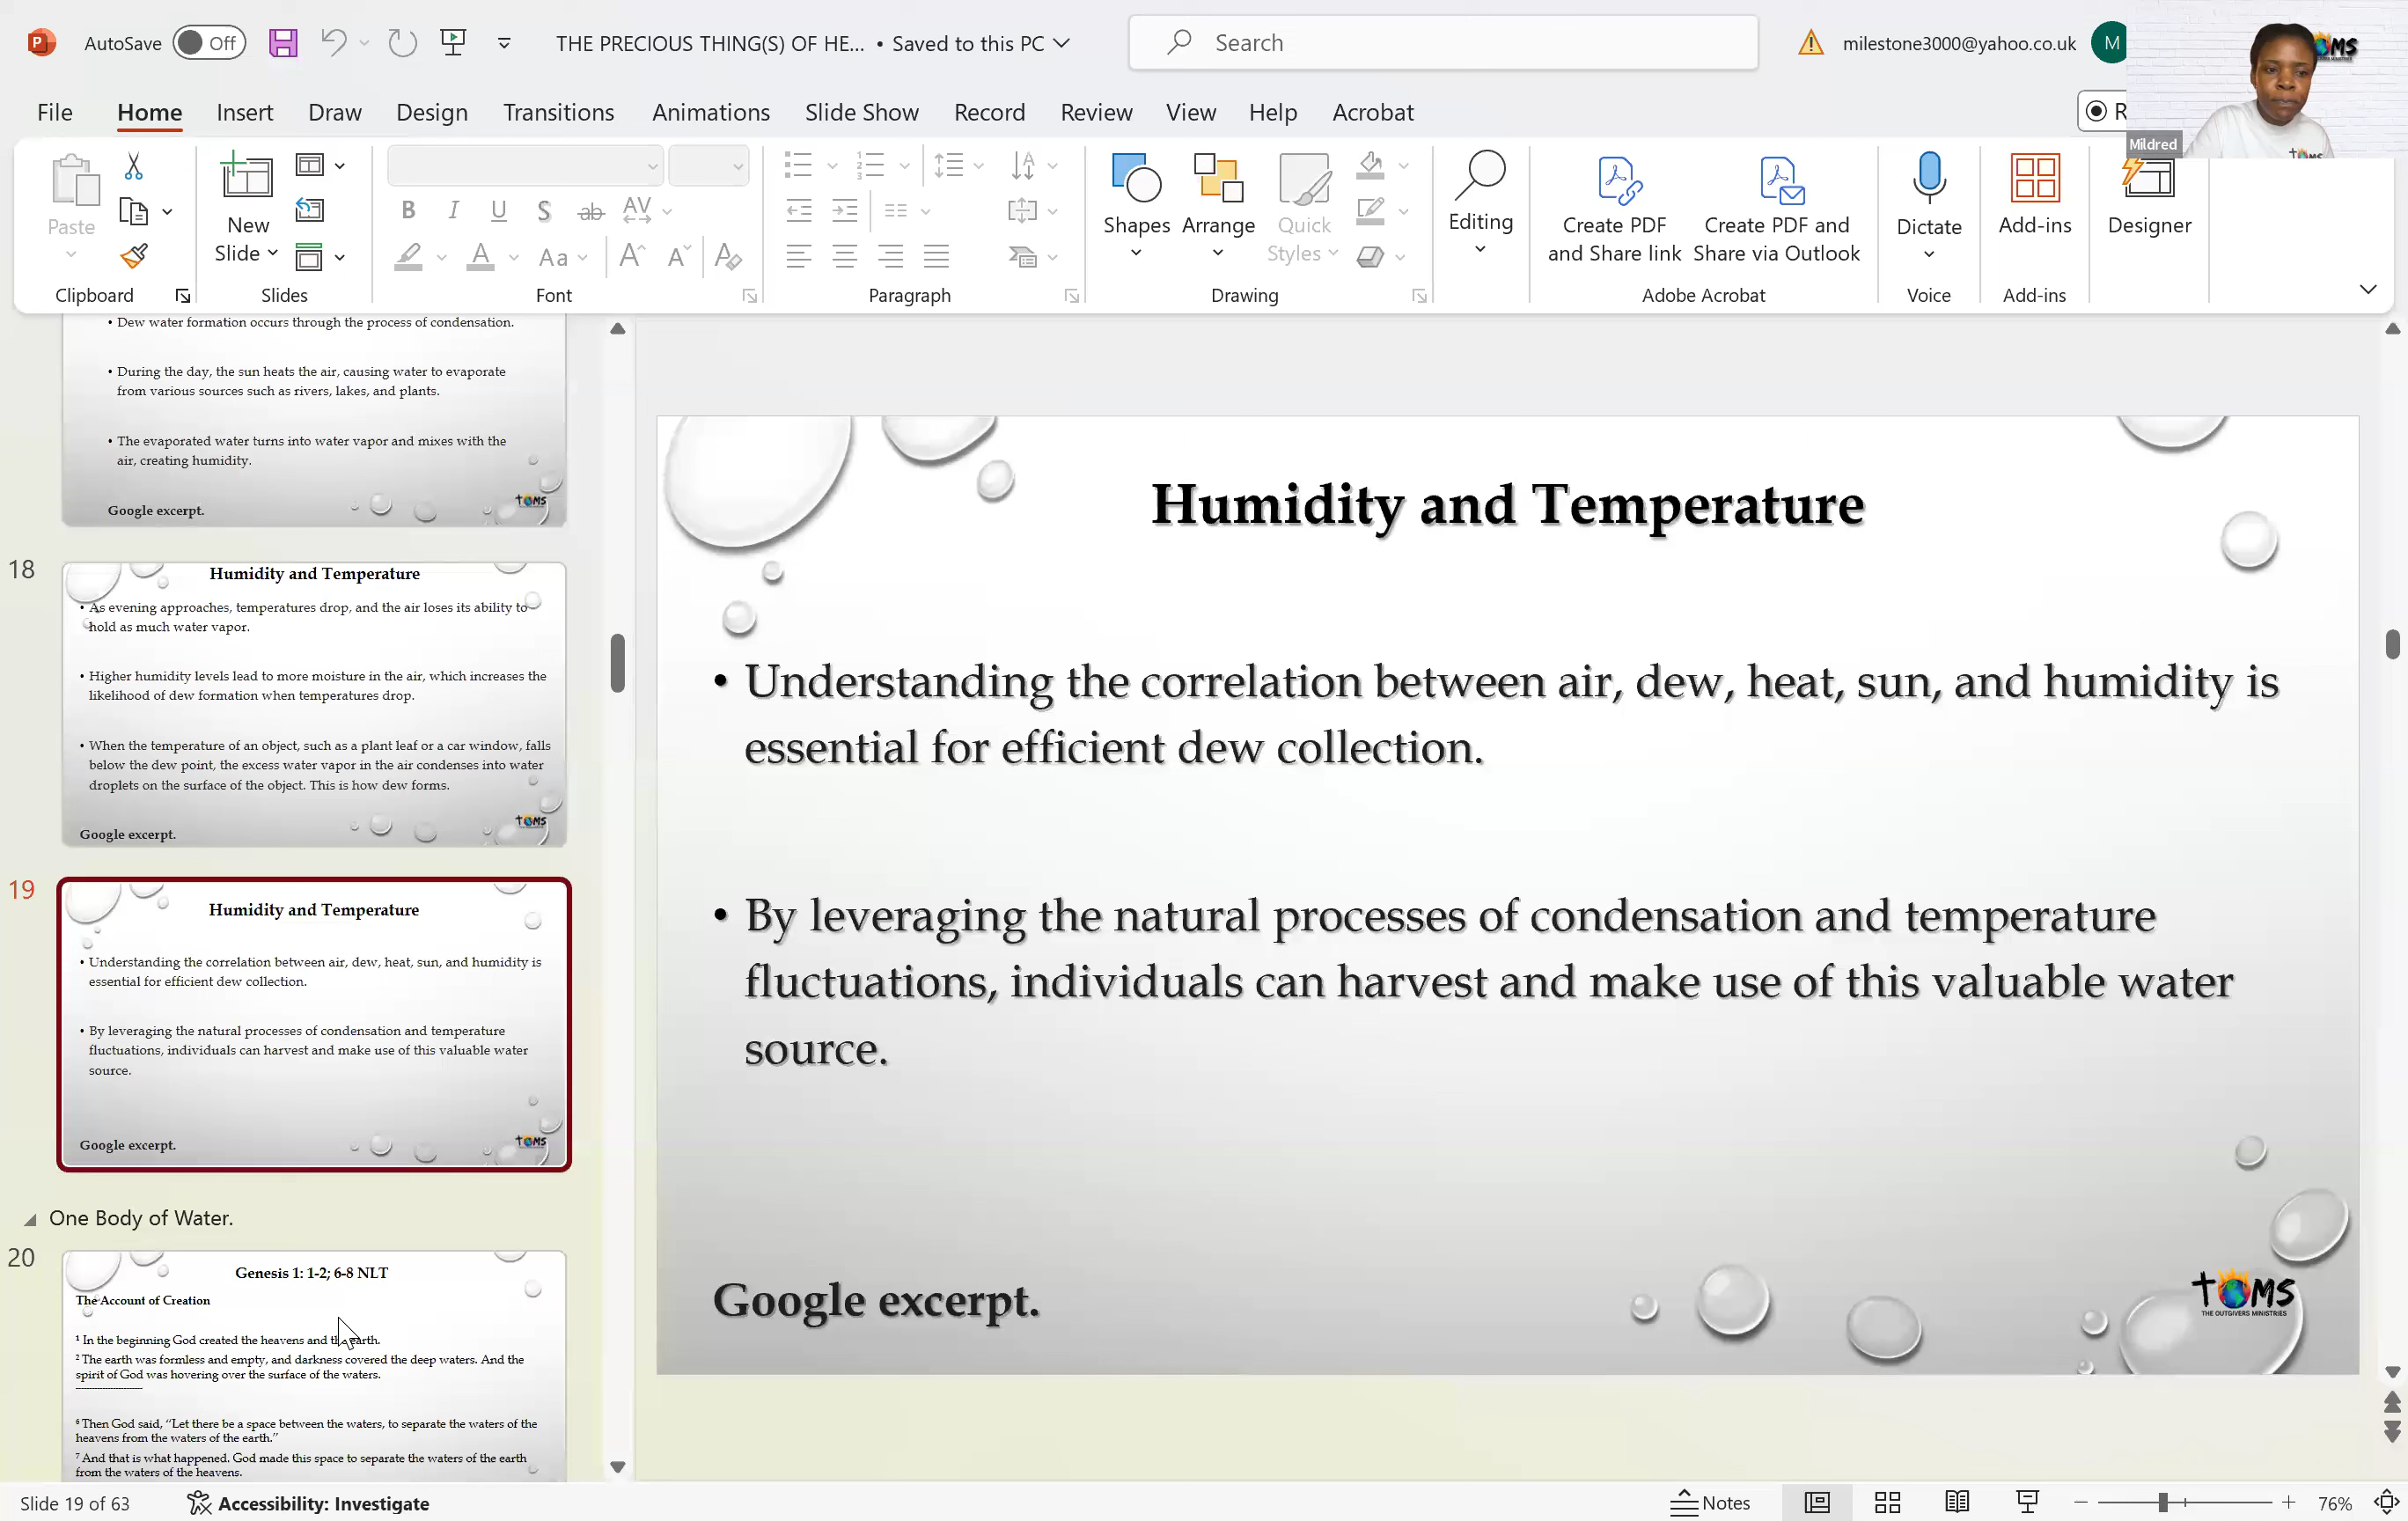 AutoSave Off THE PRECIOUS THING(S) OF HE... • Saved to this PC Search milestone3000@yahoo.co.uk M
File Home Insert Draw Design Transitions Animations Slide Show Record Review View Help Acrobat R
Mildred
Paste
New
Slide
B I U S ab AV
Aa A A
Shapes Arrange Quick
Styles
Editing
Create PDF
and Share link
Create PDF and
Share via Outlook
Dictate
Add-ins
Designer
Clipboard Slides Font Paragraph Drawing Adobe Acrobat Voice Add-ins
• Dew water formation occurs through the process of condensation.
• During the day, the sun heats the air, causing water to evaporate
from various sources such as rivers, lakes, and plants.
• The evaporated water turns into water vapor and mixes with the
air, creating humidity.
Google excerpt.
TOMS
18
Humidity and Temperature
• As evening approaches, temperatures drop, and the air loses its ability to
hold as much water vapor.
• Higher humidity levels lead to more moisture in the air, which increases the
likelihood of dew formation when temperatures drop.
• When the temperature of an object, such as a plant leaf or a car window, falls
below the dew point, the excess water vapor in the air condenses into water
droplets on the surface of the object. This is how dew forms.
Google excerpt.
TOMS
19
Humidity and Temperature
• Understanding the correlation between air, dew, heat, sun, and humidity is
essential for efficient dew collection.
• By leveraging the natural processes of condensation and temperature
fluctuations, individuals can harvest and make use of this valuable water
source.
Google excerpt.
TOMS
One Body of Water.
20
Genesis 1: 1-2; 6-8 NLT
The Account of Creation
1 In the beginning God created the heavens and the earth.
2 The earth was formless and empty, and darkness covered the deep waters. And the
spirit of God was hovering over the surface of the waters.
6 Then God said, “Let there be a space between the waters, to separate the waters of the
heavens from the waters of the earth.”
7 And that is what happened. God made this space to separate the waters of the earth
from the waters of the heavens.
Humidity and Temperature
• Understanding the correlation between air, dew, heat, sun, and humidity is
essential for efficient dew collection.
• By leveraging the natural processes of condensation and temperature
fluctuations, individuals can harvest and make use of this valuable water
source.
Google excerpt.
TOMS
THE OUTGIVERS MINISTRIES
Slide 19 of 63 Accessibility: Investigate Notes 76%